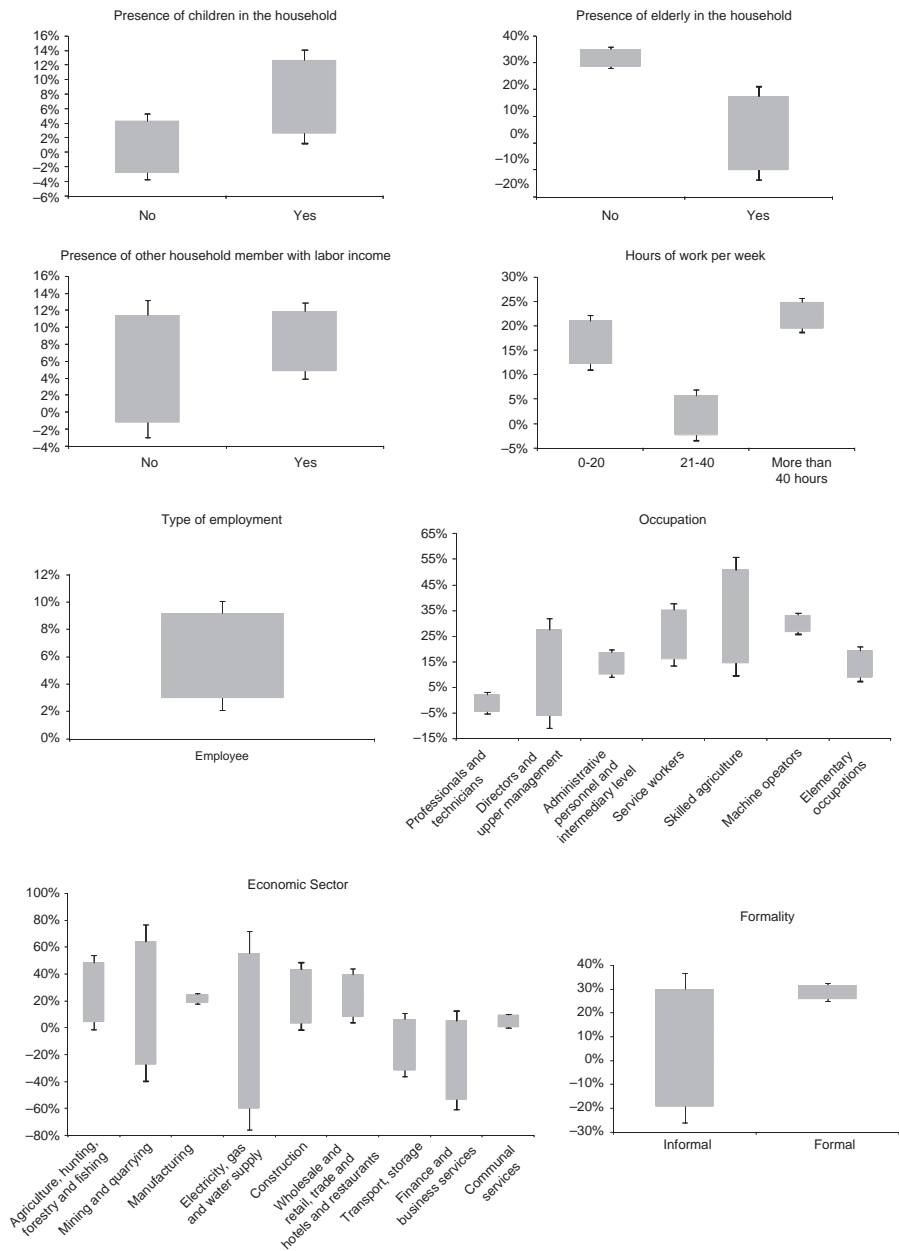 Presence of children in the household
16%
14%
12%
10%
8%
6%
4%
2%
0%
–2%
–4%
–6%
No
Yes
Presence of elderly in the household
40%
30%
20%
10%
0%
–10%
–20%
No
Yes
Presence of other household member with labor income
16%
14%
12%
10%
8%
6%
4%
2%
0%
–2%
–4%
No
Yes
Hours of work per week
30%
25%
20%
15%
10%
5%
0%
–5%
0-20
21-40
More than
40 hours
Type of employment
12%
10%
8%
6%
4%
2%
0%
Employee
Occupation
65%
55%
45%
35%
25%
15%
5%
–5%
–15%
Professionals and
technicians
Directors and
upper management
Administrative
personnel and
intermediary level
Service workers
Skilled agriculture
Machine opeators
Elementary
occupations
Economic Sector
100%
80%
60%
40%
20%
0%
–20%
–40%
–60%
–80%
Agriculture, hunting,
forestry and fishing
Mining and quarrying
Manufacturing
Electricity, gas
and water supply
Construction
Wholesale and
retail, trade and
hotels and restaurants
Transport, storage
Finance and
business services
Communal
services
Formality
40%
30%
20%
10%
0%
–10%
–20%
–30%
Informal
Formal